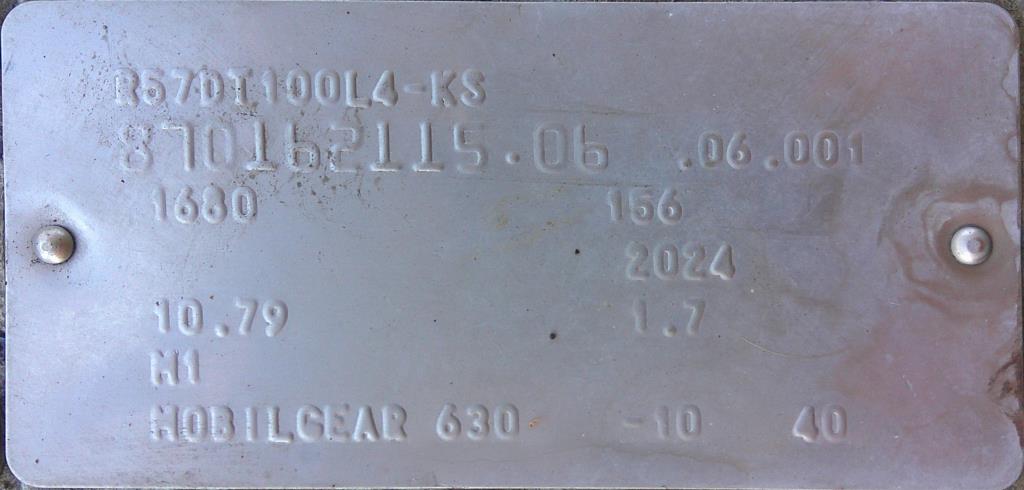 R57DT100L4-KS
870162115.06 .06.001
1680 156
2024
10.79 1.7
M1
MOBILGEAR 630 -10 40